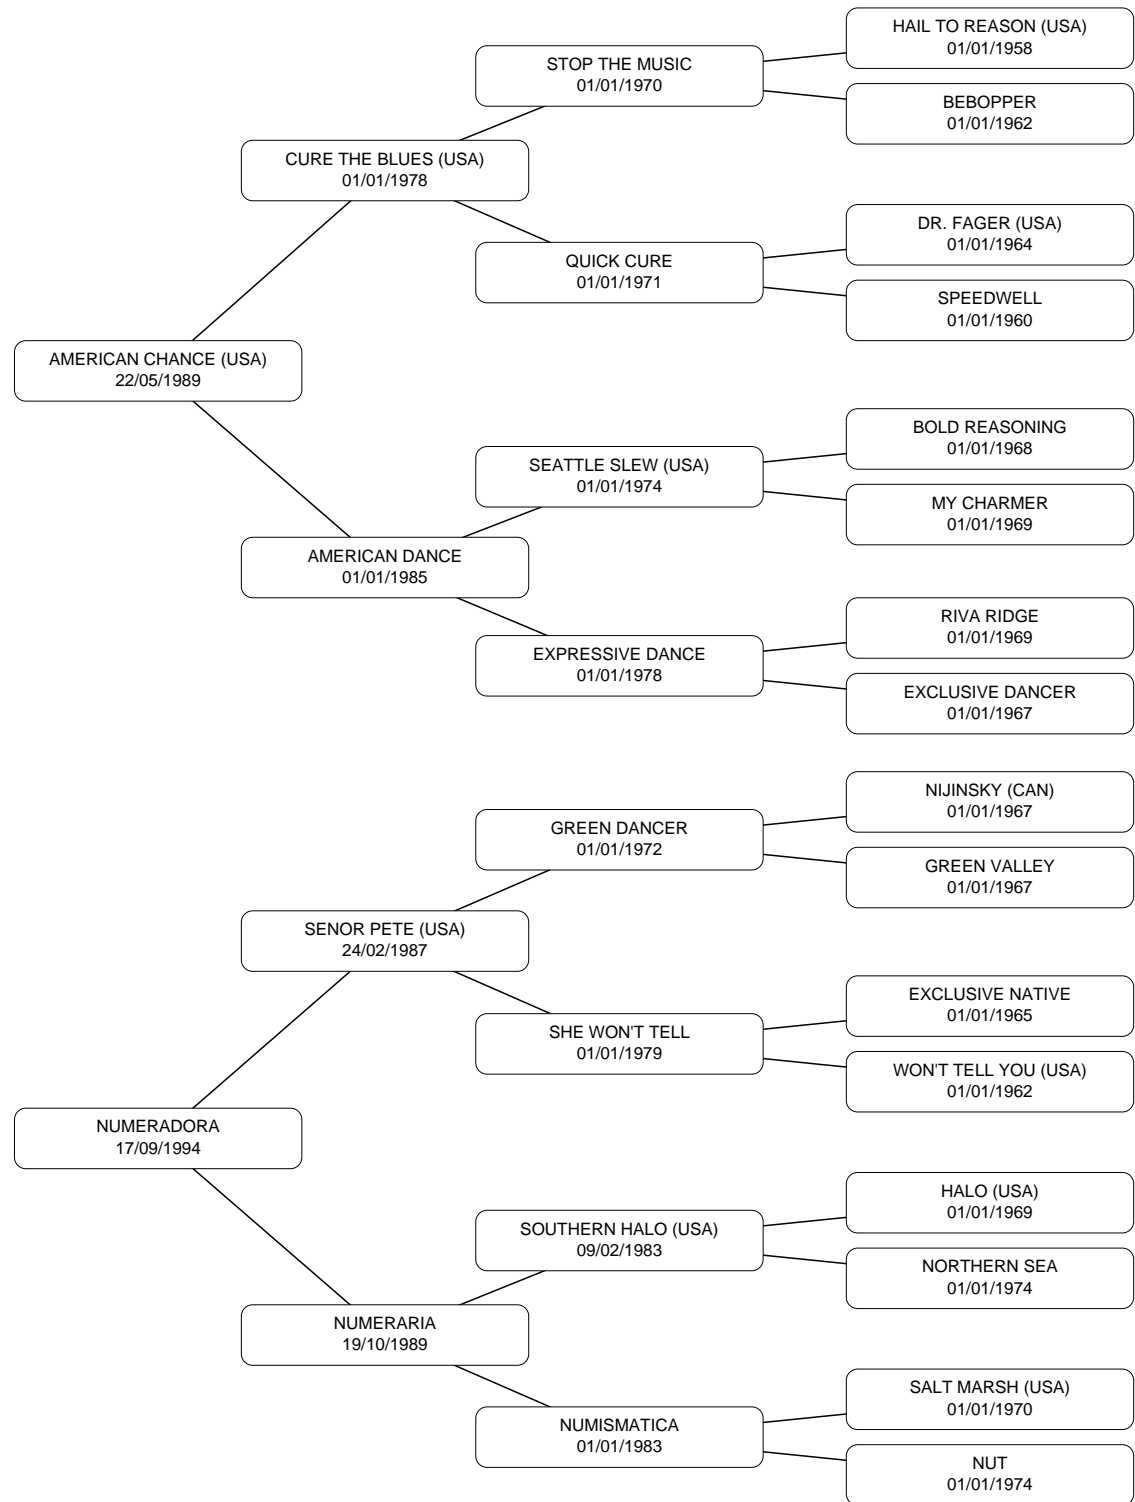 HAIL TO REASON (USA)
01/01/1958
STOP THE MUSIC
01/01/1970
BEBOPPER
01/01/1962
CURE THE BLUES (USA)
01/01/1978
DR. FAGER (USA)
01/01/1964
QUICK CURE
01/01/1971
SPEEDWELL
01/01/1960
AMERICAN CHANCE (USA)
22/05/1989
BOLD REASONING
01/01/1968
SEATTLE SLEW (USA)
01/01/1974
MY CHARMER
01/01/1969
AMERICAN DANCE
01/01/1985
RIVA RIDGE
01/01/1969
EXPRESSIVE DANCE
01/01/1978
EXCLUSIVE DANCER
01/01/1967
NIJINSKY (CAN)
01/01/1967
GREEN DANCER
01/01/1972
GREEN VALLEY
01/01/1967
SENOR PETE (USA)
24/02/1987
EXCLUSIVE NATIVE
01/01/1965
SHE WON'T TELL
01/01/1979
WON'T TELL YOU (USA)
01/01/1962
NUMERADORA
17/09/1994
HALO (USA)
01/01/1969
SOUTHERN HALO (USA)
09/02/1983
NORTHERN SEA
01/01/1974
NUMERARIA
19/10/1989
SALT MARSH (USA)
01/01/1970
NUMISMATICA
01/01/1983
NUT
01/01/1974